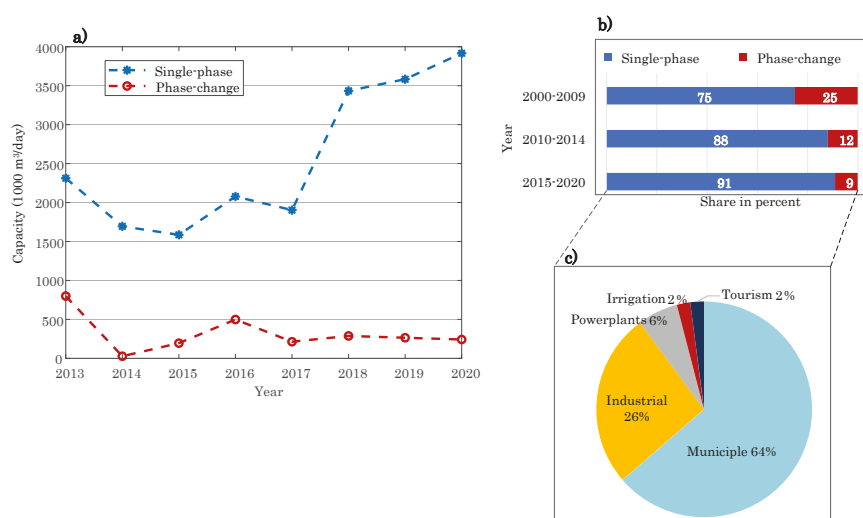 a)
Capacity (1000 m³/day)
4000
3500
3000
2500
2000
1500
1000
500
0
Single-phase
Phase-change
2013 2014 2015 2016 2017 2018 2019 2020
Year
b)
Single-phase Phase-change
Year
2000-2009 75 25
2010-2014 88 12
2015-2020 91 9
Share in percent
c)
Tourism 2%
Irrigation 2%
Powerplants 6%
Industrial
26%
Municiple 64%